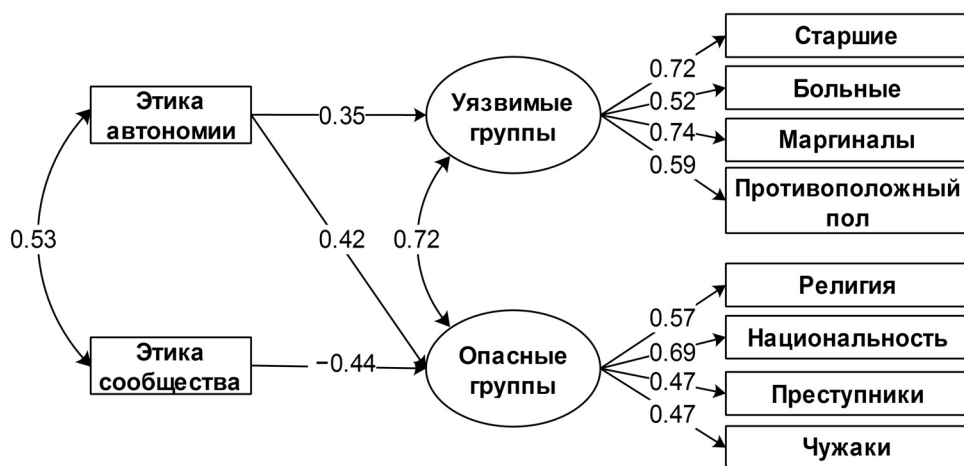 Этика
автономии
0.53
Этика
сообщества
0.35
0.42
−0.44
Уязвимые
группы
0.72
Опасные
группы
0.72
0.52
0.74
0.59
Старшие
Больные
Маргиналы
Противоположный
пол
0.57
0.69
0.47
0.47
Религия
Национальность
Преступники
Чужаки